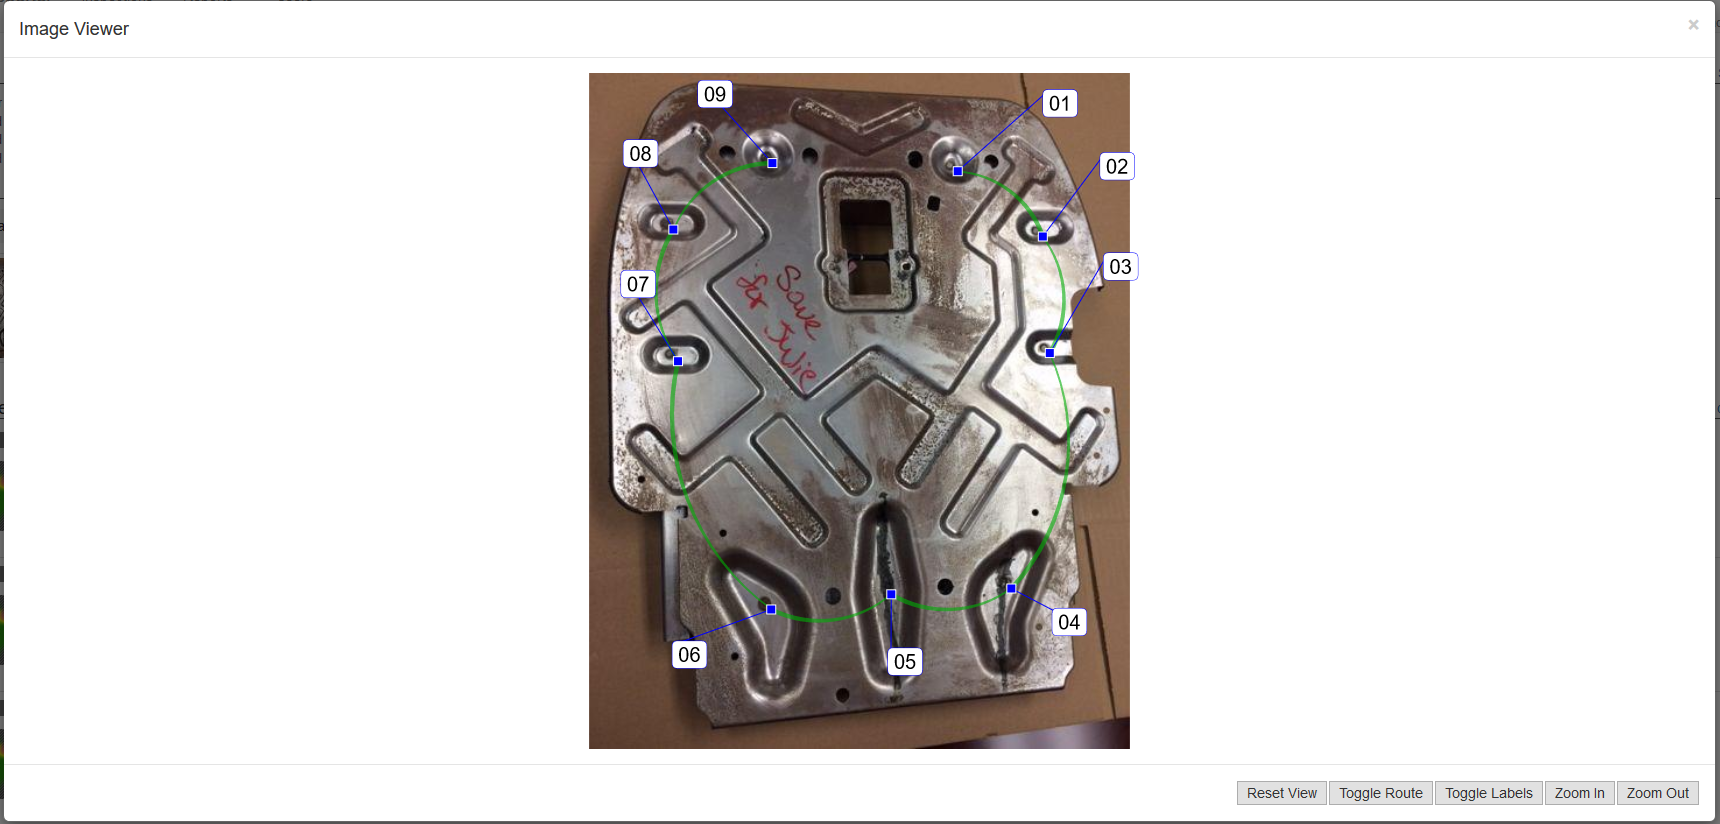 Image Viewer
×
09
01
08
02
03
07
Save
for
Julie
04
06
05
Reset View
Toggle Route
Toggle Labels
Zoom In
Zoom Out